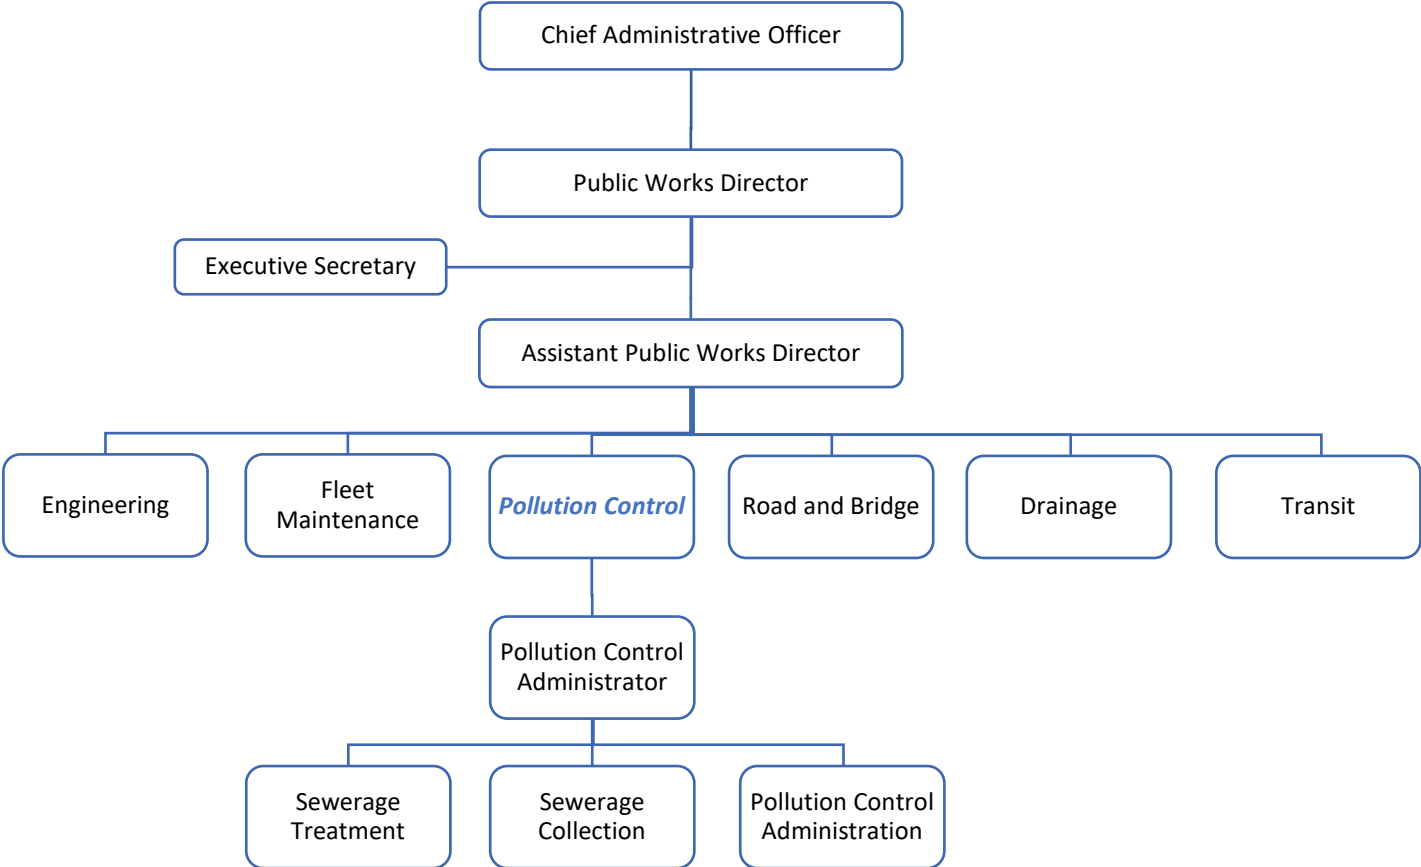 Chief Administrative Officer
Public Works Director
Executive Secretary
Assistant Public Works Director
Engineering
Fleet
Maintenance
Pollution Control
Road and Bridge
Drainage
Transit
Pollution Control
Administrator
Sewerage
Treatment
Sewerage
Collection
Pollution Control
Administration